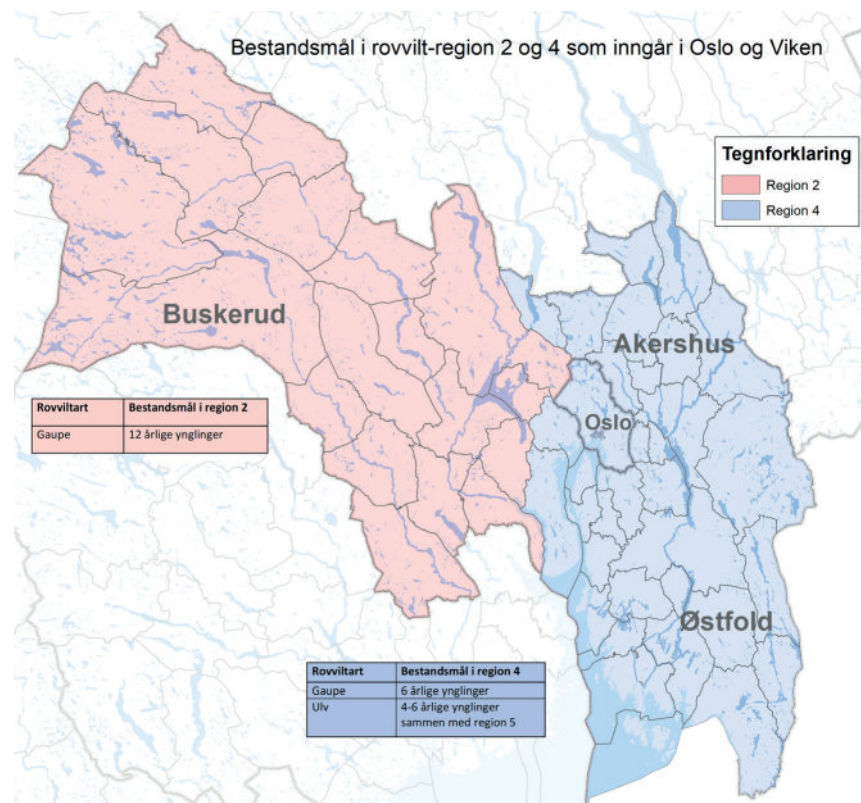 Bestandsmål i rovvilt-region 2 og 4 som inngår i Oslo og Viken
Tegnforklaring
Region 2
Region 4
Buskerud
Akershus
Oslo
Østfold
Rovviltart Bestandsmål i region 2
Gaupe 12 årlige ynglinger
Rovviltart Bestandsmål i region 4
Gaupe 6 årlige ynglinger
Ulv 4-6 årlige ynglinger
sammen med region 5